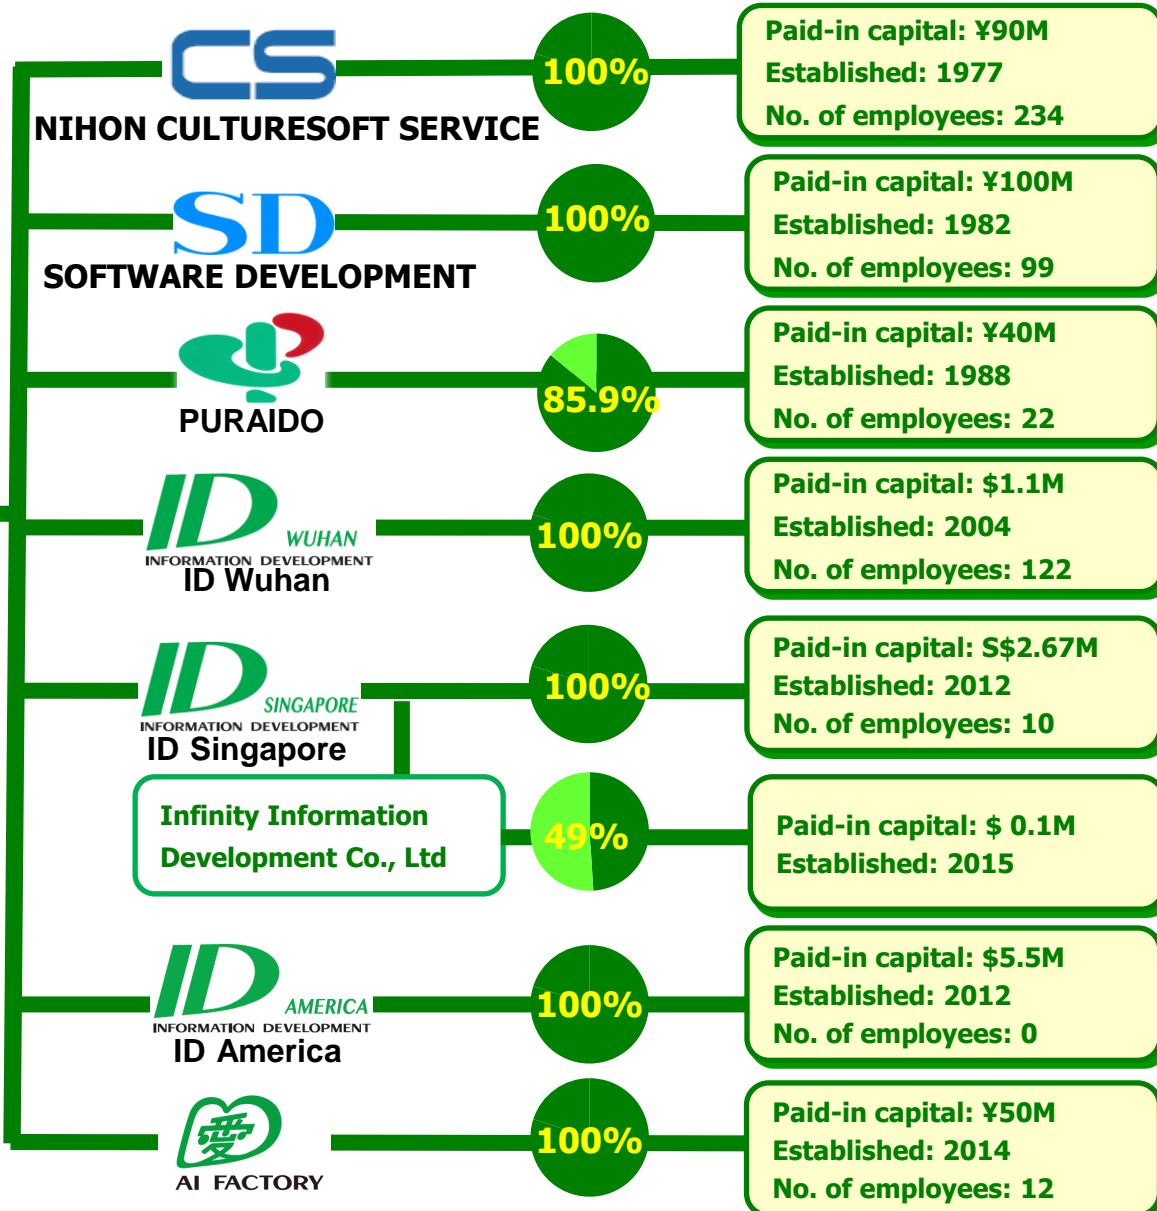 CS
100%
Paid-in capital: ¥90M
Established: 1977
No. of employees: 234
NIHON CULTURESOFT SERVICE
SD
100%
Paid-in capital: ¥100M
Established: 1982
No. of employees: 99
SOFTWARE DEVELOPMENT
85.9%
Paid-in capital: ¥40M
Established: 1988
No. of employees: 22
PURAIDO
ID WUHAN
INFORMATION DEVELOPMENT
ID Wuhan
100%
Paid-in capital: $1.1M
Established: 2004
No. of employees: 122
ID SINGAPORE
INFORMATION DEVELOPMENT
ID Singapore
100%
Paid-in capital: S$2.67M
Established: 2012
No. of employees: 10
Infinity Information
Development Co., Ltd
49%
Paid-in capital: $ 0.1M
Established: 2015
ID AMERICA
INFORMATION DEVELOPMENT
ID America
100%
Paid-in capital: $5.5M
Established: 2012
No. of employees: 0
愛
AI FACTORY
100%
Paid-in capital: ¥50M
Established: 2014
No. of employees: 12